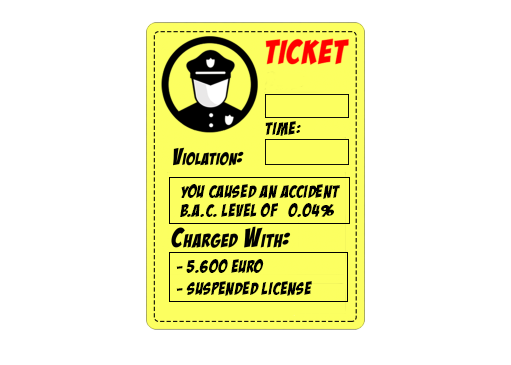 TICKET
TIME:
VIOLATION:
YOU CAUSED AN ACCIDENT
B.A.C. LEVEL OF 0.04%
CHARGED WITH:
- 5.600 EURO
- SUSPENDED LICENSE